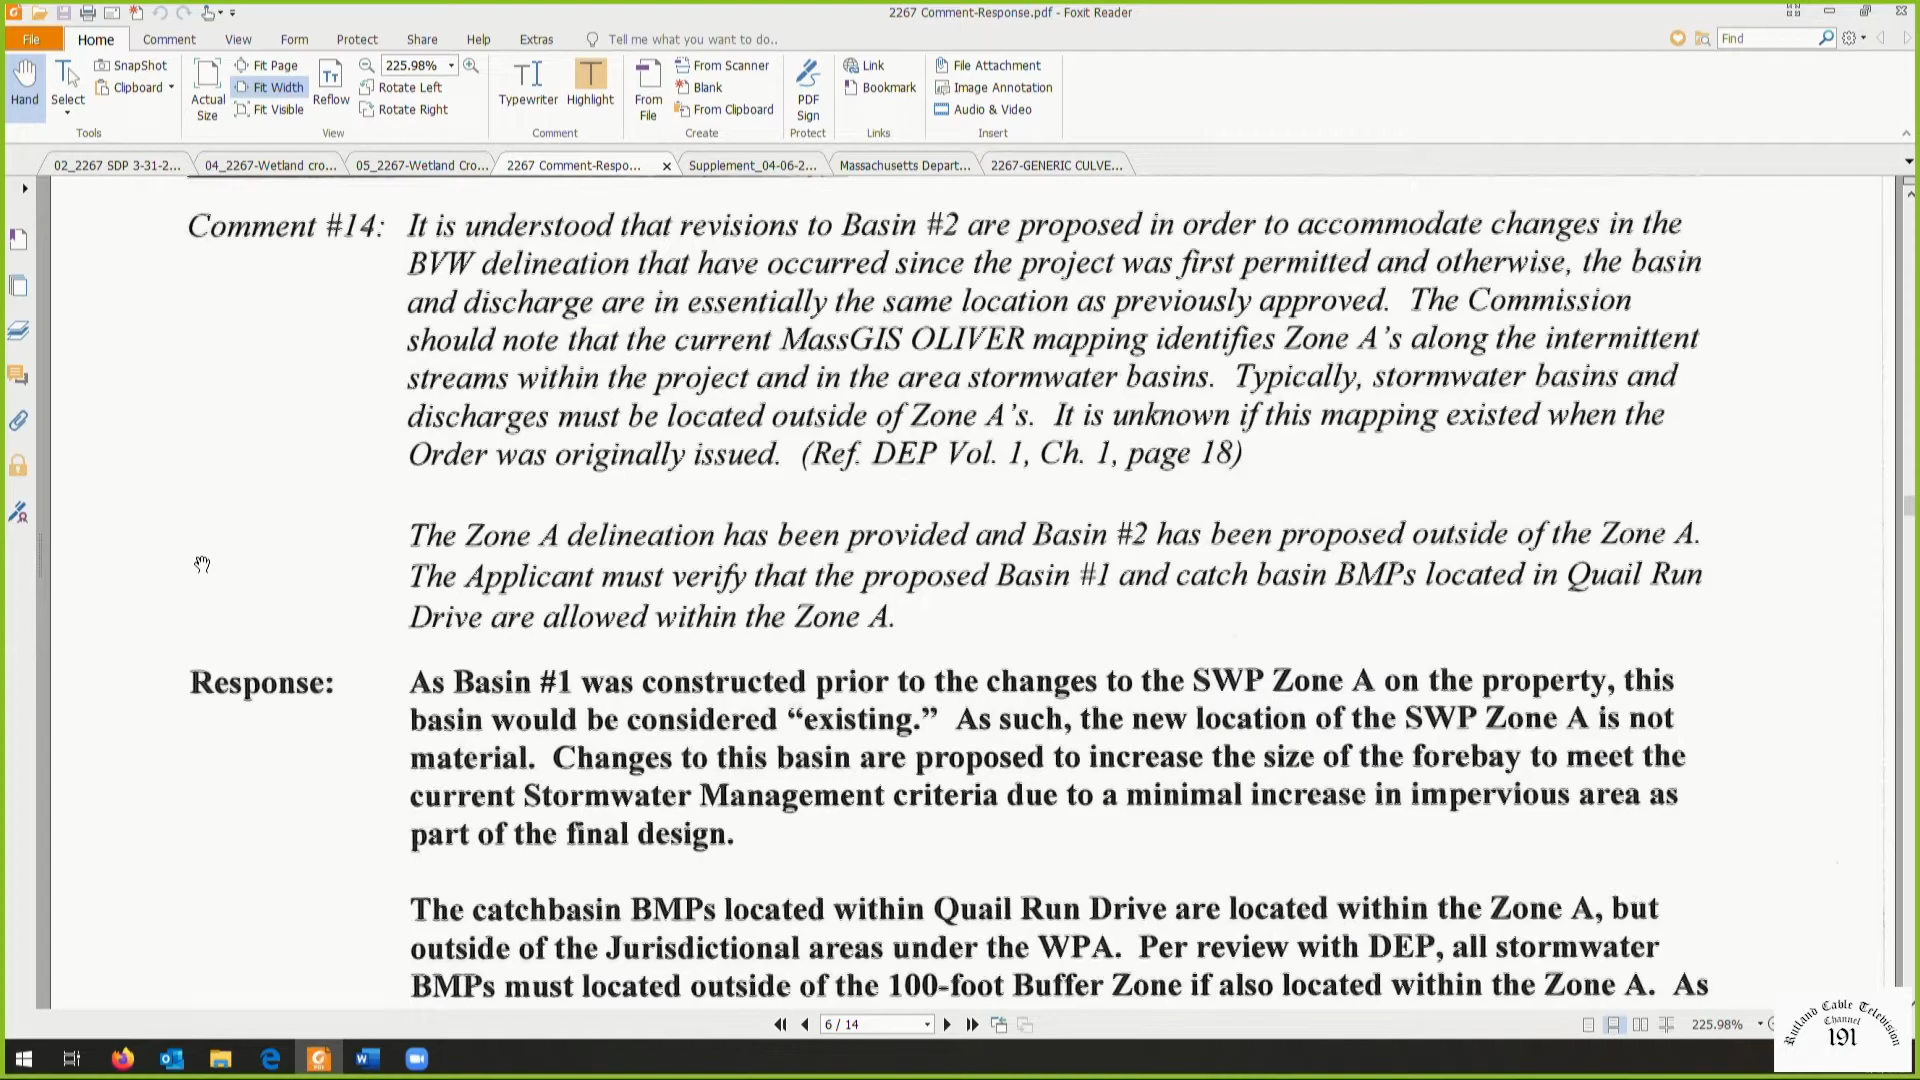 2267 Comment-Response.pdf - Foxit Reader
File
Home
Comment
View
Form
Protect
Share
Help
Extras
Tell me what you want to do..
Find
Hand
Select
SnapShot
Clipboard
Tools
Actual
Size
Fit Page
Fit Width
Fit Visible
Reflow
225.98%
Rotate Left
Rotate Right
View
Typewriter
Highlight
Comment
From
File
From Scanner
Blank
From Clipboard
Create
PDF
Sign
Protect
Link
Bookmark
Links
File Attachment
Image Annotation
Audio & Video
Insert
02_2267 SDP 3-31-2...
04_2267-Wetland cro...
05_2267-Wetland Cro...
2267 Comment-Respo...
Supplement_04-06-2...
Massachusetts Depart...
2267-GENERIC CULVE...
Comment #14: It is understood that revisions to Basin #2 are proposed in order to accommodate changes in the
BVW delineation that have occurred since the project was first permitted and otherwise, the basin
and discharge are in essentially the same location as previously approved. The Commission
should note that the current MassGIS OLIVER mapping identifies Zone A's along the intermittent
streams within the project and in the area stormwater basins. Typically, stormwater basins and
discharges must be located outside of Zone A's. It is unknown if this mapping existed when the
Order was originally issued. (Ref. DEP Vol. 1, Ch. 1, page 18)
The Zone A delineation has been provided and Basin #2 has been proposed outside of the Zone A.
The Applicant must verify that the proposed Basin #1 and catch basin BMPs located in Quail Run
Drive are allowed within the Zone A.
Response: As Basin #1 was constructed prior to the changes to the SWP Zone A on the property, this
basin would be considered “existing.” As such, the new location of the SWP Zone A is not
material. Changes to this basin are proposed to increase the size of the forebay to meet the
current Stormwater Management criteria due to a minimal increase in impervious area as
part of the final design.
The catchbasin BMPs located within Quail Run Drive are located within the Zone A, but
outside of the Jurisdictional areas under the WPA. Per review with DEP, all stormwater
BMPs must located outside of the 100-foot Buffer Zone if also located within the Zone A. As
6 / 14
225.98%
Rutland Cable Television
Channel
191